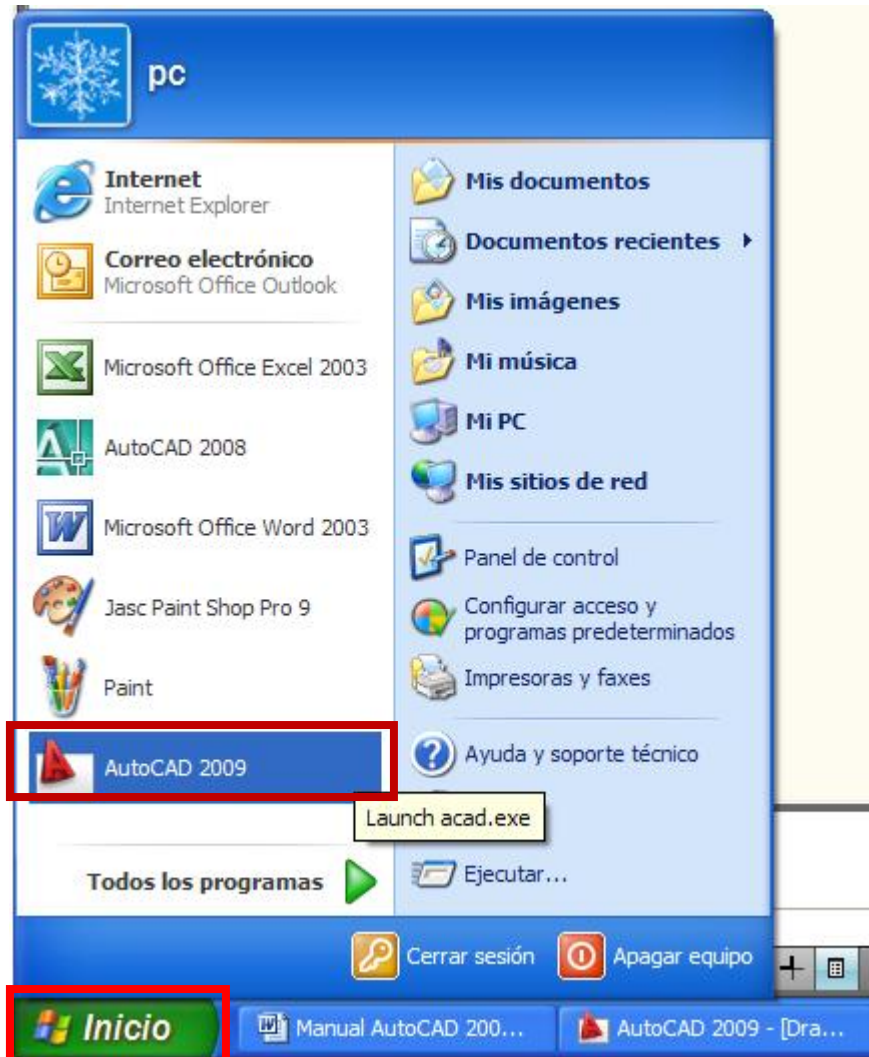 pc
Internet
Internet Explorer
Correo electrónico
Microsoft Office Outlook
Microsoft Office Excel 2003
AutoCAD 2008
Microsoft Office Word 2003
Jasc Paint Shop Pro 9
Paint
AutoCAD 2009
Todos los programas
Mis documentos
Documentos recientes
Mis imágenes
Mi música
Mi PC
Mis sitios de red
Panel de control
Configurar acceso y
programas predeterminados
Impresoras y faxes
Ayuda y soporte técnico
Launch acad.exe
Ejecutar...
Cerrar sesión
Apagar equipo
Inicio
Manual AutoCAD 200...
AutoCAD 2009 - [Dra...